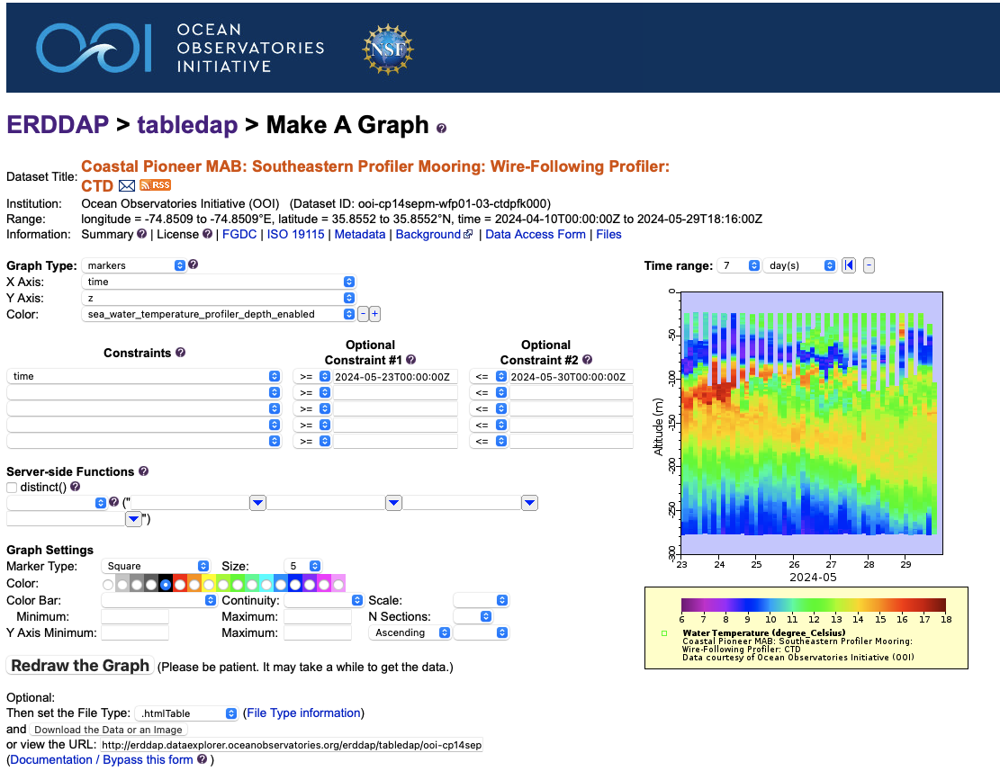 OCEAN
OBSERVATORIES
INITIATIVE
OOI
NSF
ERDDAP > tabledap > Make A Graph ?
Dataset Title: Coastal Pioneer MAB: Southeastern Profiler Mooring: Wire-Following Profiler:
CTD RSS
Institution: Ocean Observatories Initiative (OOI) (Dataset ID: ooi-cp14sepm-wfp01-03-ctdpfk000)
Range: longitude = -74.8509 to -74.8509°E, latitude = 35.8552 to 35.8552°N, time = 2024-04-10T00:00:00Z to 2024-05-29T18:16:00Z
Information: Summary ? | License ? | FGDC | ISO 19115 | Metadata | Background | Data Access Form | Files
Graph Type: markers ?
X Axis: time
Y Axis: z
Color: sea_water_temperature_profiler_depth_enabled - +
Constraints ? Optional Constraint #1 ? Optional Constraint #2 ?
time >= 2024-05-23T00:00:00Z <= 2024-05-30T00:00:00Z
>= <=
>= <=
>= <=
>= <=
Server-side Functions ?
distinct() ?
? ("
")
Graph Settings
Marker Type: Square Size: 5
Color:
Color Bar: Continuity: Scale:
Minimum: Maximum: N Sections:
Y Axis Minimum: Maximum: Ascending
Redraw the Graph (Please be patient. It may take a while to get the data.)
Optional:
Then set the File Type: .htmlTable (File Type information)
and Download the Data or an Image
or view the URL: http://erddap.dataexplorer.oceanobservatories.org/erddap/tabledap/ooi-cp14sep
(Documentation / Bypass this form ? )
Time range: 7 day(s) -
0
-50
-100
-150
-200
-250
-300
Altitude (m)
23 24 25 26 27 28 29
2024-05
6 7 8 9 10 11 12 13 14 15 16 17 18
Water Temperature (degree_Celsius)
Coastal Pioneer MAB: Southeastern Profiler Mooring:
Wire-Following Profiler: CTD
Data courtesy of Ocean Observatories Initiative (OOI)